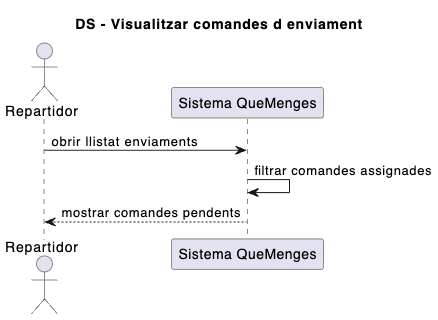 DS - Visualitzar comandes d enviament
Repartidor
Sistema QueMenges
obrir llistat enviaments
filtrar comandes assignades
mostrar comandes pendents
Repartidor
Sistema QueMenges